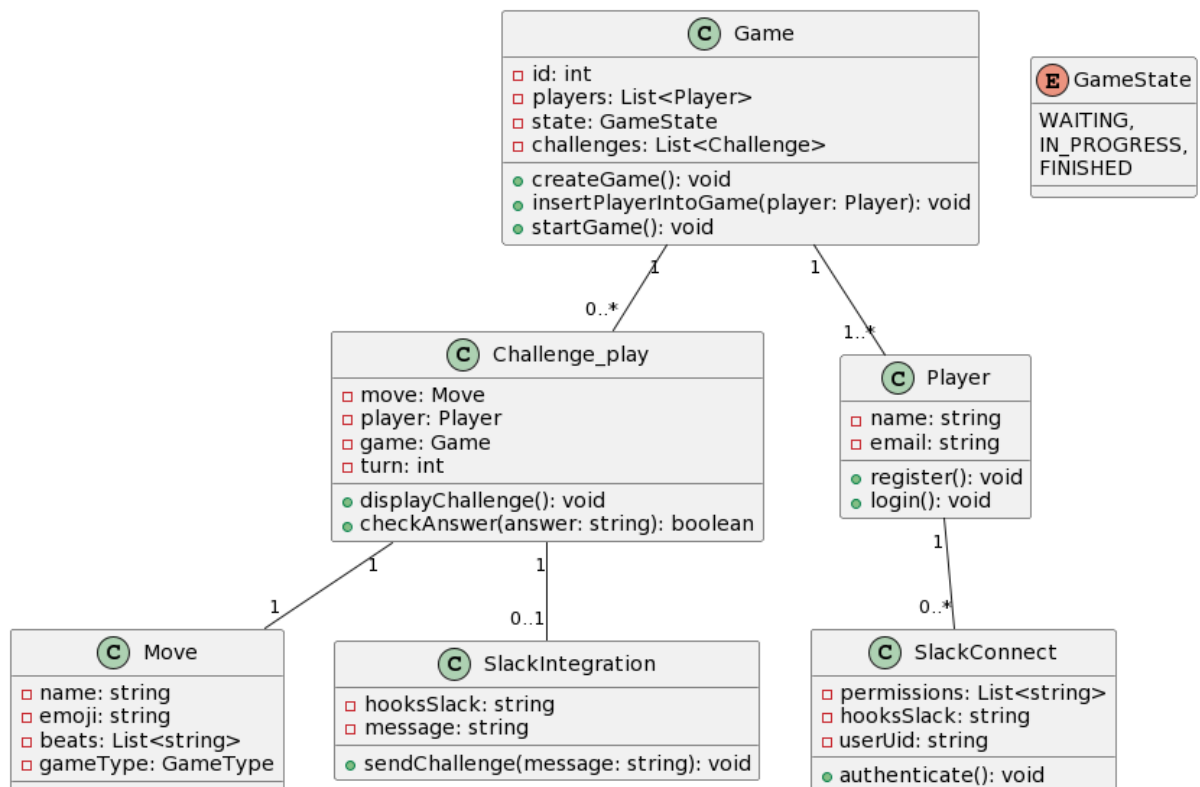 C Game
id: int
players: List<Player>
state: GameState
challenges: List<Challenge>
createGame(): void
insertPlayerIntoGame(player: Player): void
startGame(): void
E GameState
WAITING,
IN_PROGRESS,
FINISHED
1
1
0..*
1..*
C Challenge_play
move: Move
player: Player
game: Game
turn: int
displayChallenge(): void
checkAnswer(answer: string): boolean
C Player
name: string
email: string
register(): void
login(): void
1
1
1
1
0..1
0..*
C Move
name: string
emoji: string
beats: List<string>
gameType: GameType
C SlackIntegration
hooksSlack: string
message: string
sendChallenge(message: string): void
C SlackConnect
permissions: List<string>
hooksSlack: string
userUid: string
authenticate(): void